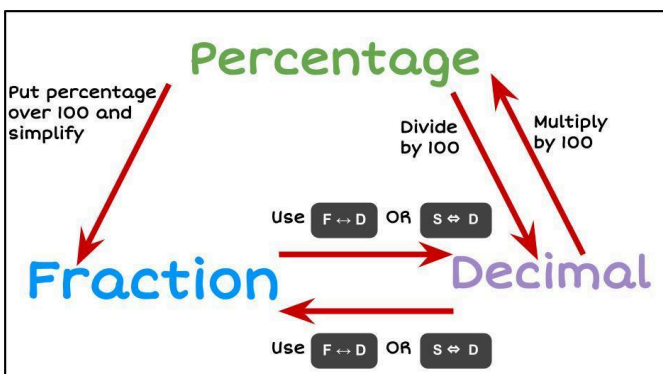 Percentage
Put percentage
over 100 and
simplify
Divide
by 100
Multiply
by 100
Use F ↔ D OR S ⇔ D
Fraction
Decimal
Use F ↔ D OR S ⇔ D